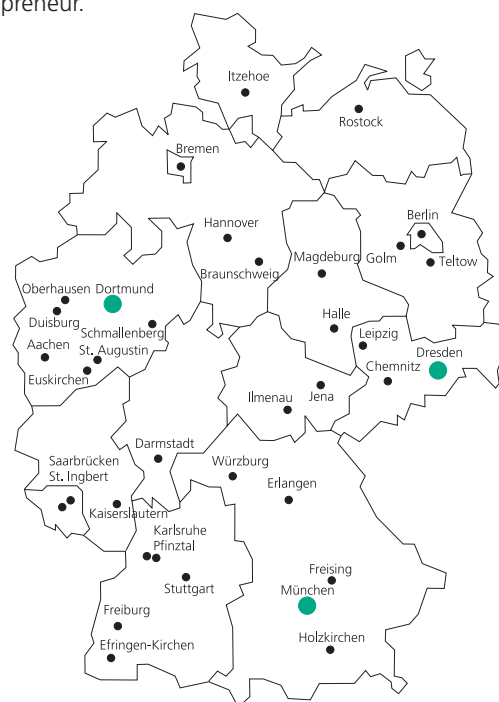 preneur.
Itzehoe
Rostock
Bremen
Hannover
Berlin
Braunschweig
Magdeburg
Golm
Teltow
Oberhausen Dortmund
Duisburg
Schmallenberg
Halle
Leipzig
Aachen
St. Augustin
Dresden
Euskirchen
Chemnitz
Ilmenau
Jena
Darmstadt
Würzburg
Saarbrücken
St. Ingbert
Erlangen
Kaiserslautern
Karlsruhe
Pfinztal
Freising
Stuttgart
München
Freiburg
Efringen-Kirchen
Holzkirchen